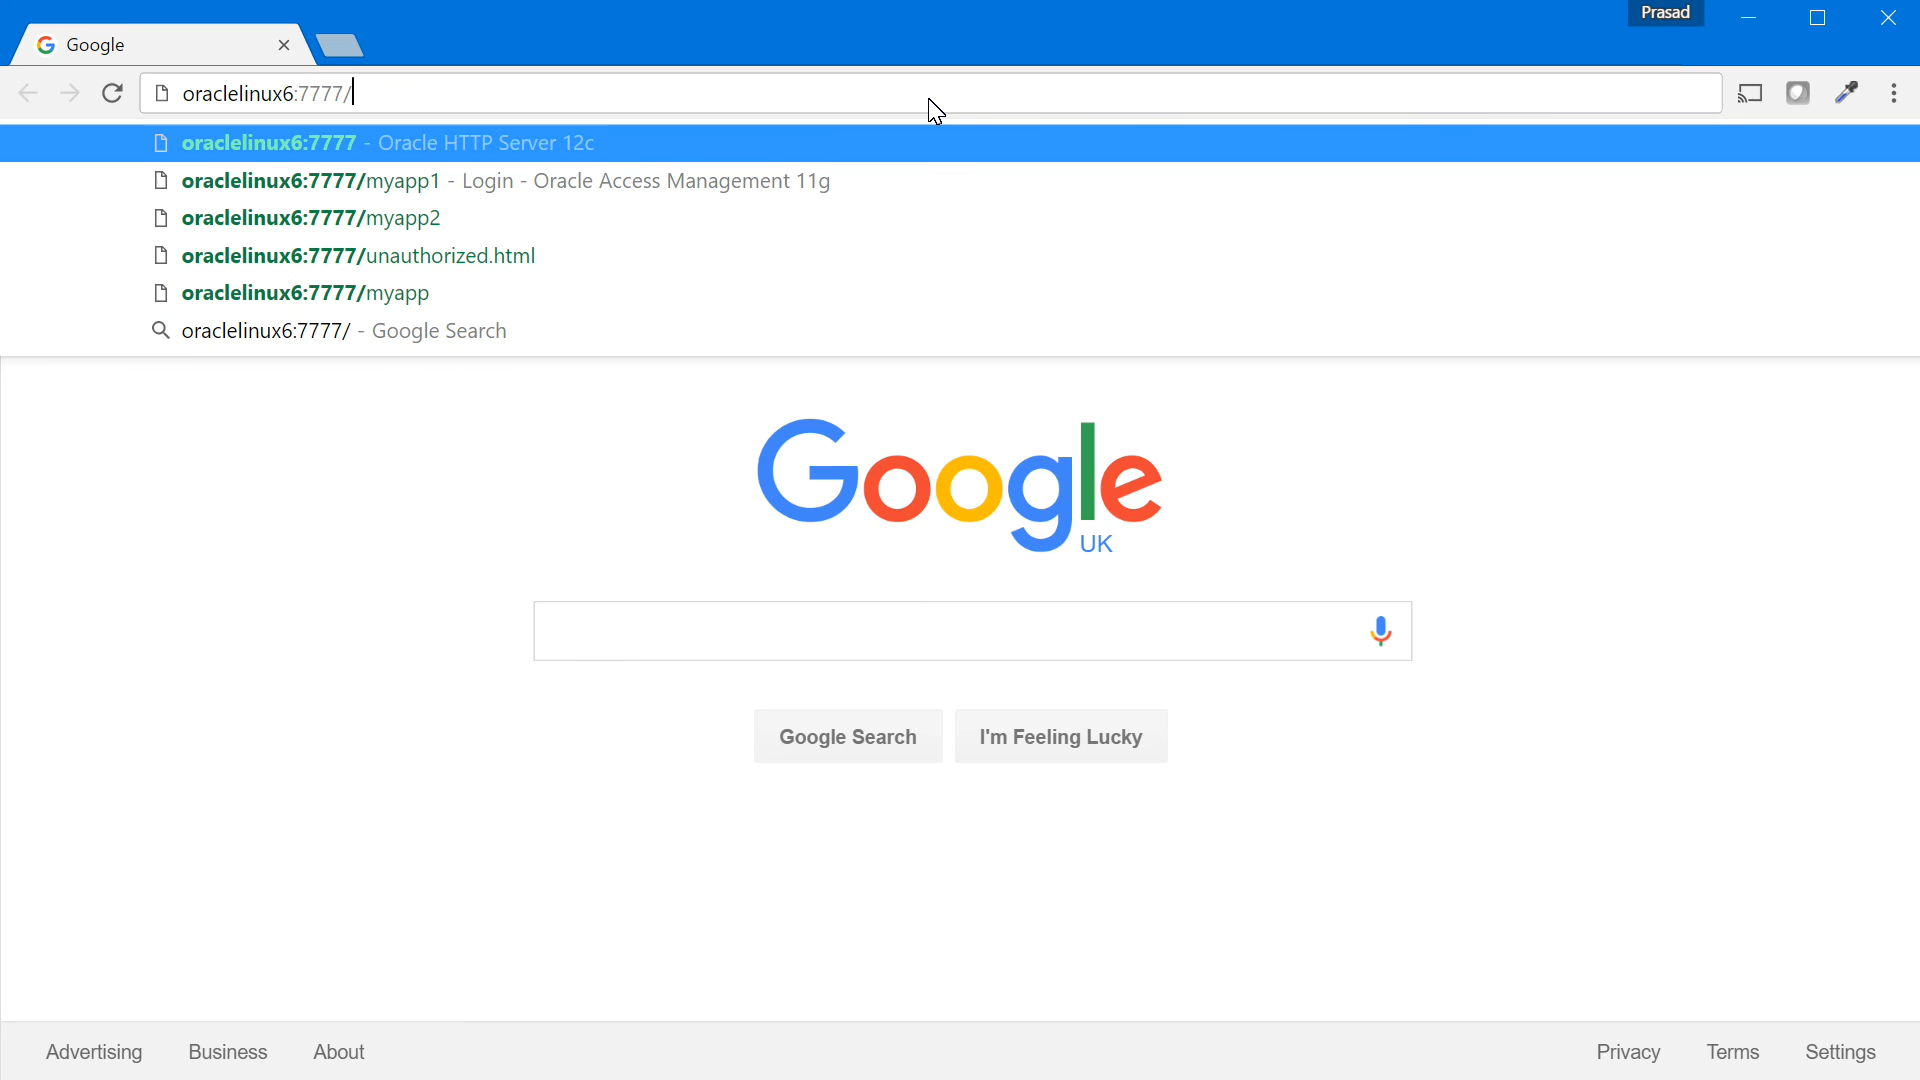 Prasad
Google
oraclelinux6:7777/
oraclelinux6:7777 - Oracle HTTP Server 12c
oraclelinux6:7777/myapp1 - Login - Oracle Access Management 11g
oraclelinux6:7777/myapp2
oraclelinux6:7777/unauthorized.html
oraclelinux6:7777/myapp
oraclelinux6:7777/ - Google Search
Google
UK
Google Search I'm Feeling Lucky
Advertising Business About Privacy Terms Settings